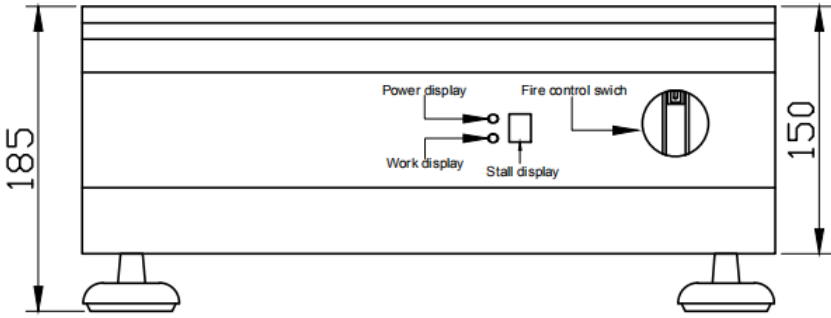 Power display
Fire control swich
Work display
Stall display
185
150